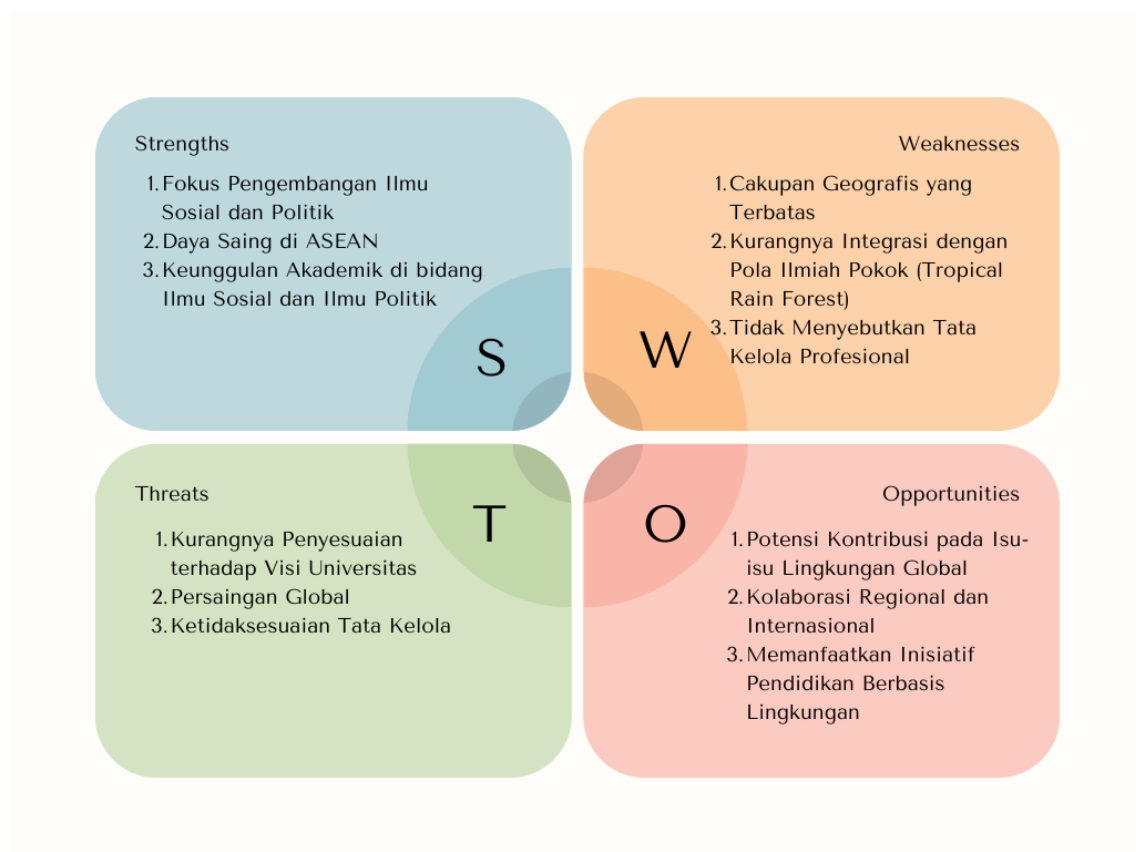 Strengths
1. Fokus Pengembangan Ilmu
Sosial dan Politik
2. Daya Saing di ASEAN
3. Keunggulan Akademik di bidang
Ilmu Sosial dan Ilmu Politik
S
Weaknesses
1. Cakupan Geografis yang
Terbatas
2. Kurangnya Integrasi dengan
Pola Ilmiah Pokok (Tropical
Rain Forest)
3. Tidak Menyebutkan Tata
Kelola Profesional
W
Threats
1. Kurangnya Penyesuaian
terhadap Visi Universitas
2. Persaingan Global
3. Ketidaksesuaian Tata Kelola
T
Opportunities
1. Potensi Kontribusi pada Isu-
isu Lingkungan Global
2. Kolaborasi Regional dan
Internasional
3. Memanfaatkan Inisiatif
Pendidikan Berbasis
Lingkungan
O